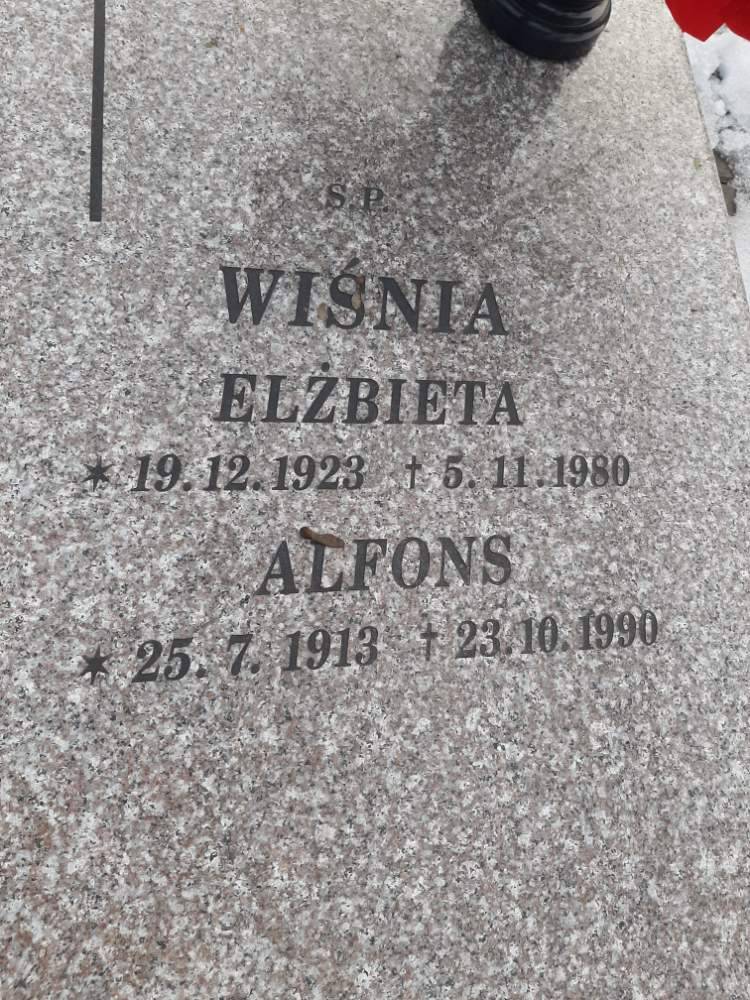 S.P.
WIŚNIA
ELŻBIETA
* 19.12.1923 † 5.11.1980
ALFONS
* 25.7.1913 † 23.10.1990